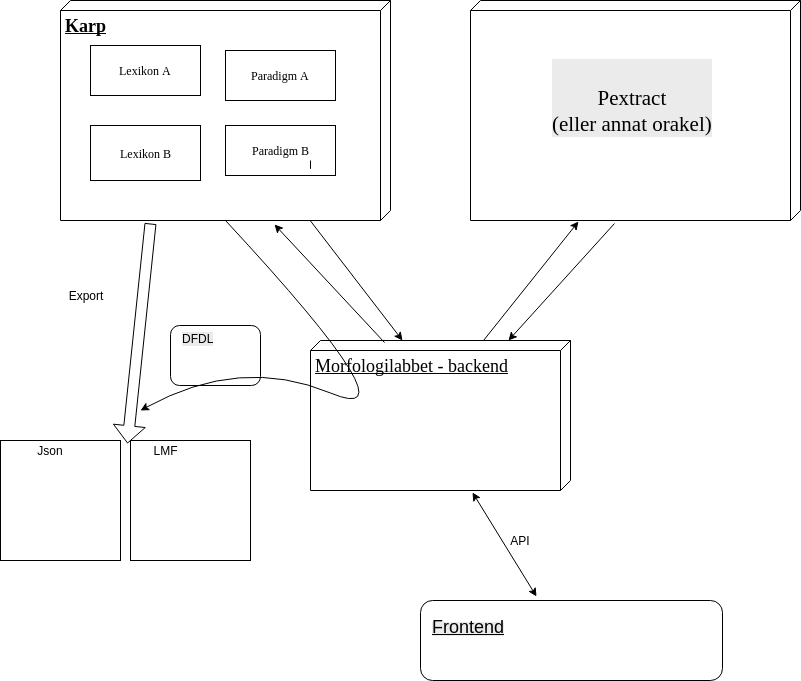 Karp
Lexikon A
Paradigm A
Lexikon B
Paradigm B
Pextract
(eller annat orakel)
Export
DFDL
Morfologilabbet - backend
Json
LMF
API
Frontend